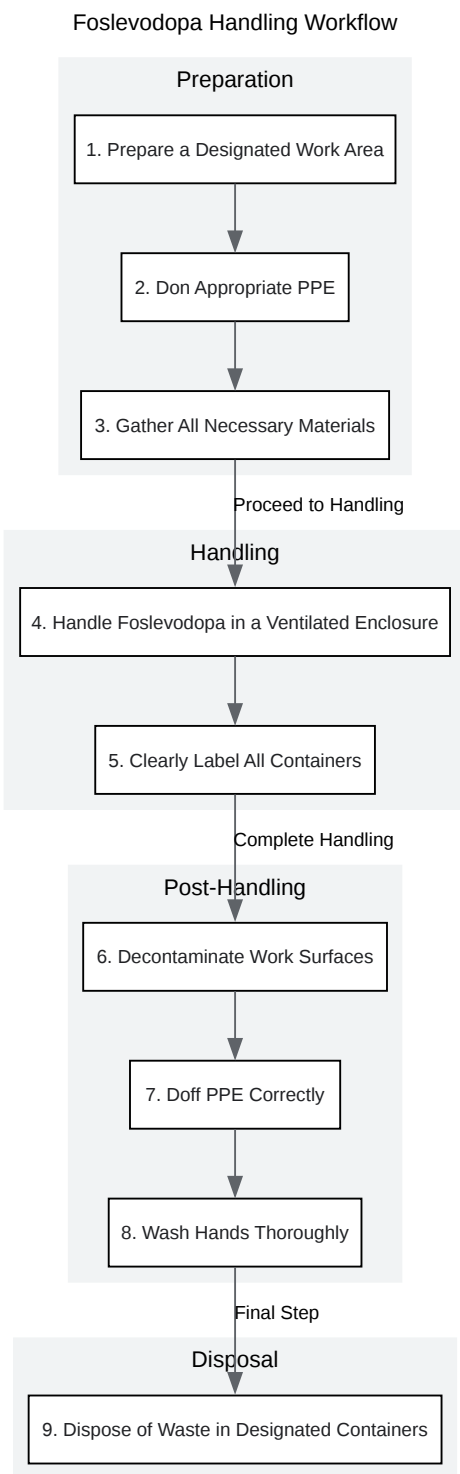 Foslevodopa Handling Workflow
Preparation
1. Prepare a Designated Work Area
2. Don Appropriate PPE
3. Gather All Necessary Materials
Proceed to Handling
Handling
4. Handle Foslevodopa in a Ventilated Enclosure
5. Clearly Label All Containers
Complete Handling
Post-Handling
6. Decontaminate Work Surfaces
7. Doff PPE Correctly
8. Wash Hands Thoroughly
Final Step
Disposal
9. Dispose of Waste in Designated Containers